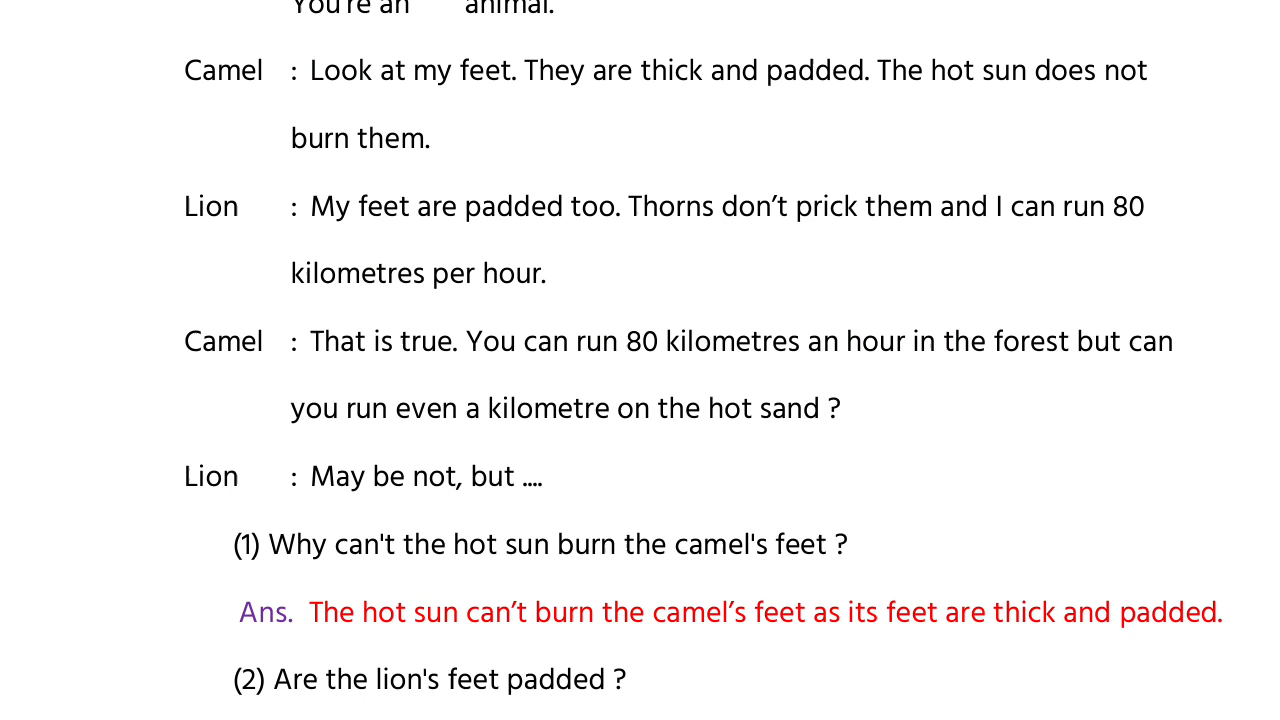 You're an animal.
Camel : Look at my feet. They are thick and padded. The hot sun does not
burn them.
Lion : My feet are padded too. Thorns don’t prick them and I can run 80
kilometres per hour.
Camel : That is true. You can run 80 kilometres an hour in the forest but can
you run even a kilometre on the hot sand ?
Lion : May be not, but ....
(1) Why can't the hot sun burn the camel's feet ?
Ans. The hot sun can’t burn the camel’s feet as its feet are thick and padded.
(2) Are the lion's feet padded ?